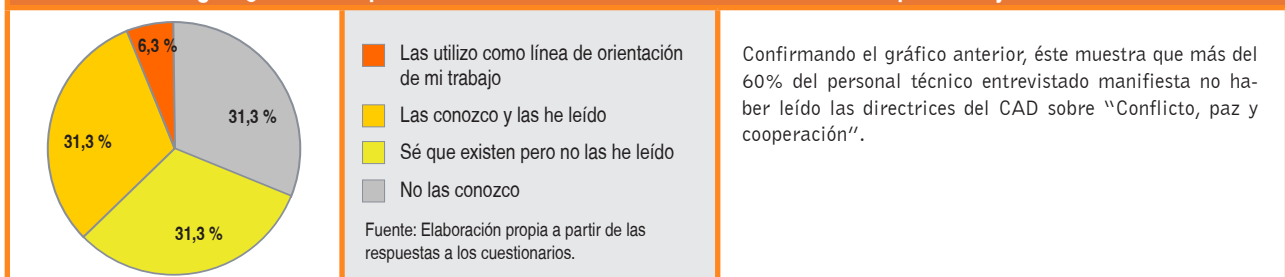 6,3 %
31,3 %
31,3 %
31,3 %
Las utilizo como línea de orientación
de mi trabajo
Las conozco y las he leído
Sé que existen pero no las he leído
No las conozco
Fuente: Elaboración propia a partir de las
respuestas a los cuestionarios.
Confirmando el gráfico anterior, éste muestra que más del
60% del personal técnico entrevistado manifiesta no ha-
ber leído las directrices del CAD sobre “Conflicto, paz y
cooperación”.